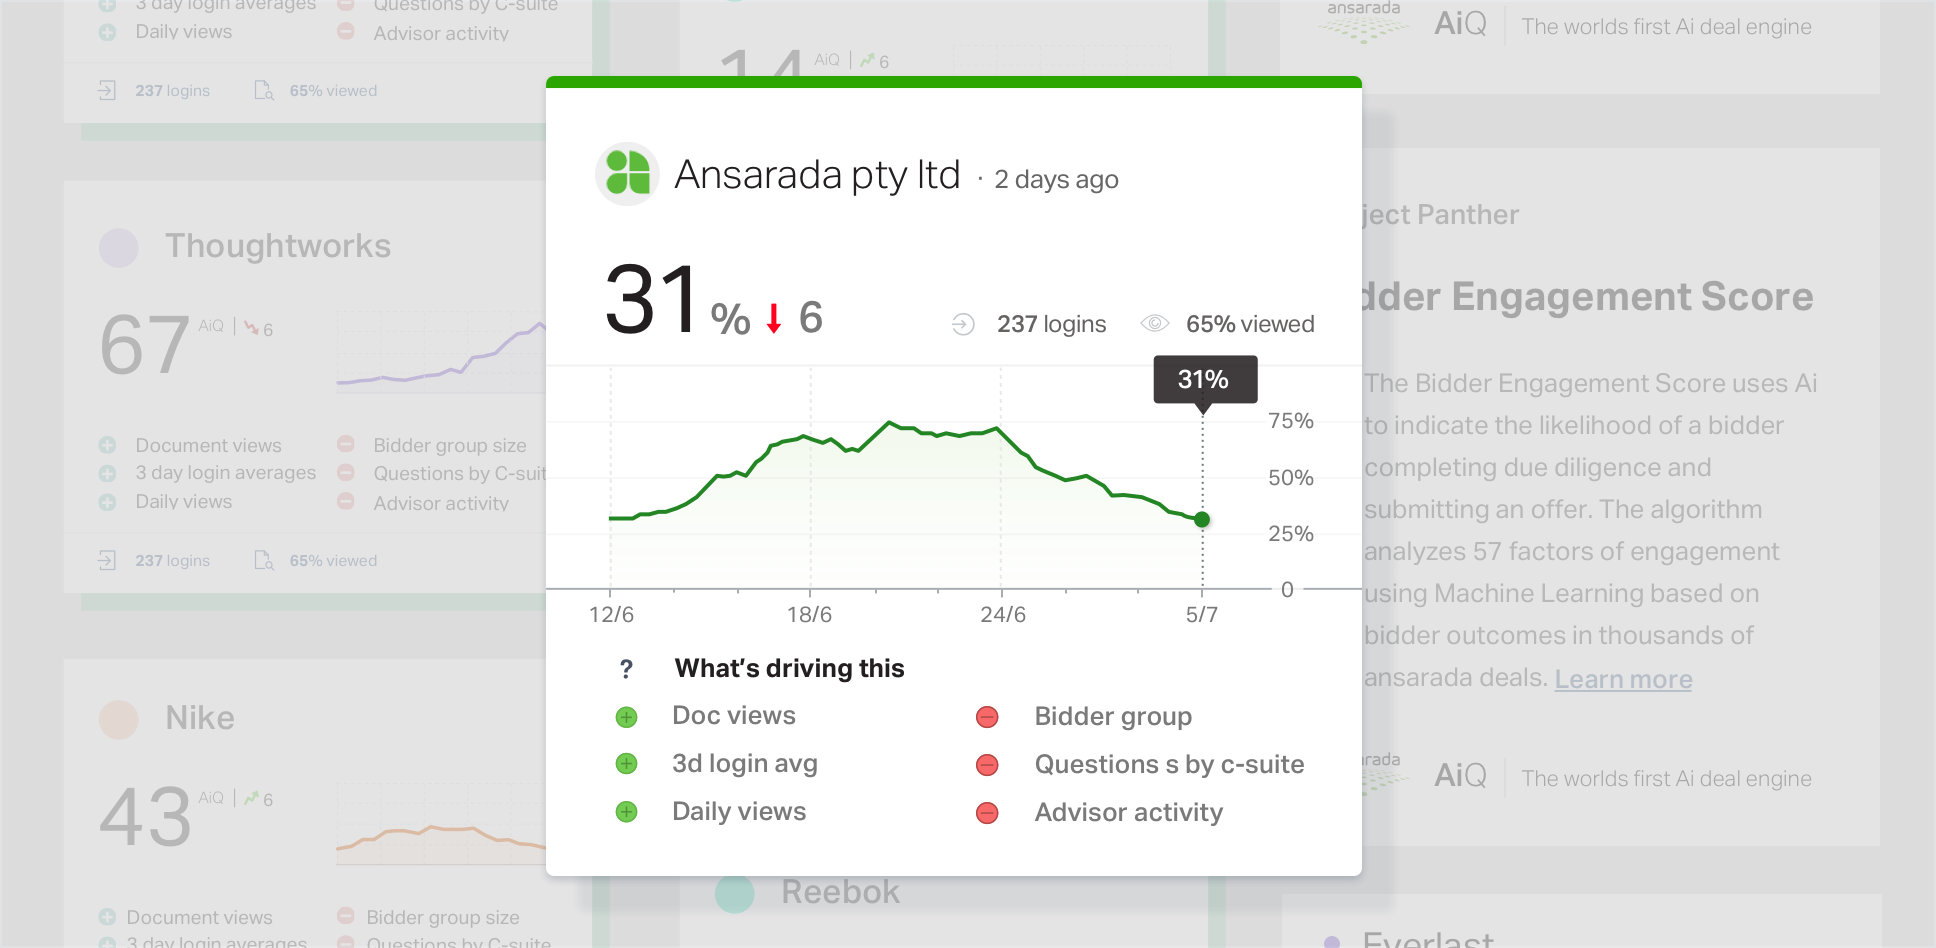 3 day login averages
Questions by C-suite
Daily views
Advisor activity
237 logins
65% viewed
14 AiQ 6
ansarada
AiQ
The worlds first Ai deal engine
Thoughtworks
67 AiQ 6
Document views
Bidder group size
3 day login averages
Questions by C-suit
Daily views
Advisor activity
237 logins
65% viewed
Nike
43 AiQ 6
Document views
Bidder group size
3 day login averages
Questions by C-suite
Ansarada pty ltd · 2 days ago
31 % 6
237 logins
65% viewed
31%
75%
50%
25%
0
12/6
18/6
24/6
5/7
? What's driving this
Doc views
Bidder group
3d login avg
Questions s by c-suite
Daily views
Advisor activity
Reebok
ject Panther
dder Engagement Score
The Bidder Engagement Score uses Ai
to indicate the likelihood of a bidder
completing due diligence and
submitting an offer. The algorithm
analyzes 57 factors of engagement
using Machine Learning based on
bidder outcomes in thousands of
ansarada deals. Learn more
rada
AiQ
The worlds first Ai deal engine
Everlast